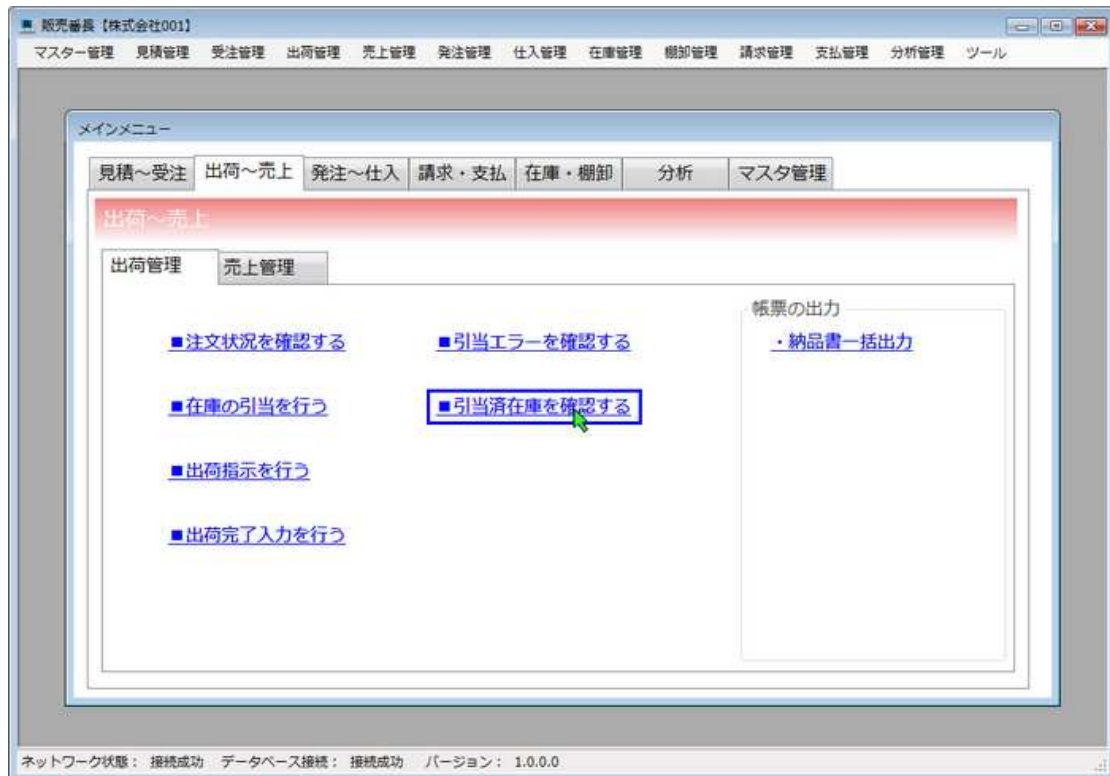 販売番長【株式会社001】
マスター管理 見積管理 受注管理 出荷管理 売上管理 発注管理 仕入管理 在庫管理 棚卸管理 請求管理 支払管理 分析管理 ツール
メインメニュー
見積～受注 出荷～売上 発注～仕入 請求・支払 在庫・棚卸 分析 マスタ管理
出荷～売上
出荷管理 売上管理
帳票の出力
■注文状況を確認する ■引当エラーを確認する ・納品書一括出力
■在庫の引当を行う ■引当済在庫を確認する
■出荷指示を行う
■出荷完了入力を行う
ネットワーク状態： 接続成功 データベース接続： 接続成功 バージョン： 1.0.0.0